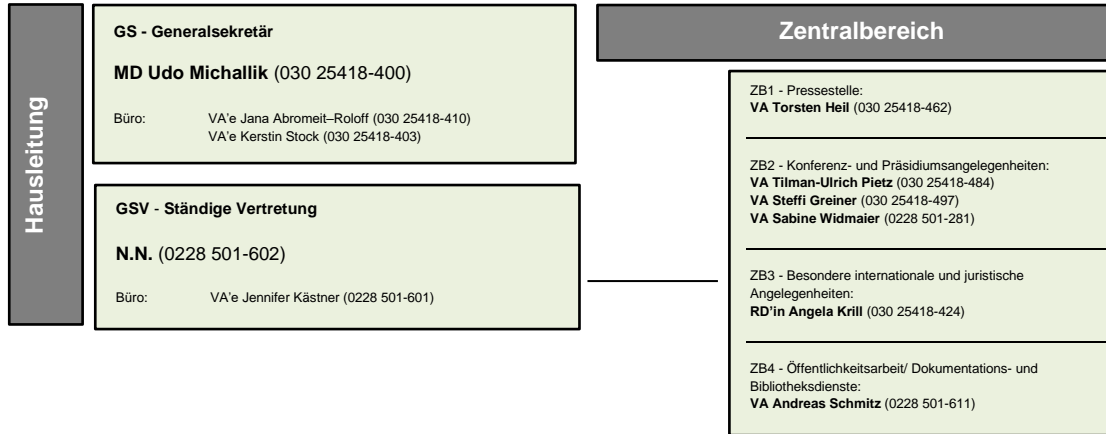 Hausleitung
GS - Generalsekretär
MD Udo Michallik (030 25418-400)
Büro: VA'e Jana Abromeit–Roloff (030 25418-410)
VA'e Kerstin Stock (030 25418-403)
GSV - Ständige Vertretung
N.N. (0228 501-602)
Büro: VA'e Jennifer Kästner (0228 501-601)
Zentralbereich
ZB1 - Pressestelle:
VA Torsten Heil (030 25418-462)
ZB2 - Konferenz- und Präsidiumsangelegenheiten:
VA Tilman-Ulrich Pietz (030 25418-484)
VA Steffi Greiner (030 25418-497)
VA Sabine Widmaier (0228 501-281)
ZB3 - Besondere internationale und juristische
Angelegenheiten:
RD'in Angela Krill (030 25418-424)
ZB4 - Öffentlichkeitsarbeit/ Dokumentations- und
Bibliotheksdienste:
VA Andreas Schmitz (0228 501-611)